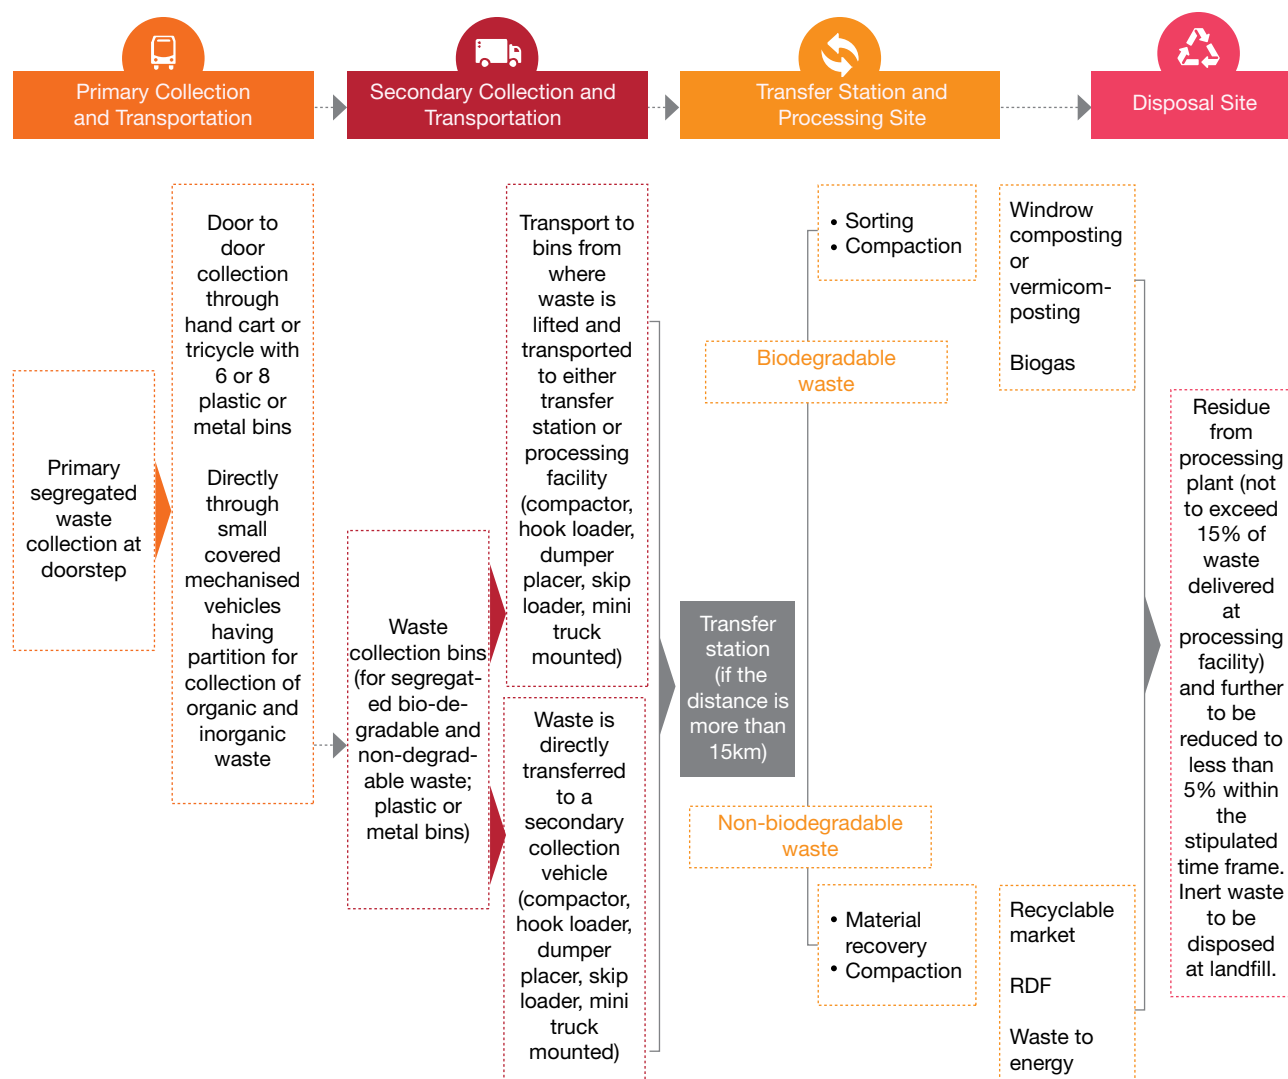 Primary Collection
and Transportation
Secondary Collection and
Transportation
Transfer Station and
Processing Site
Disposal Site
Primary
segregated
waste
collection at
doorstep
Door to
door
collection
through
hand cart or
tricycle with
6 or 8
plastic or
metal bins
Directly
through
small
covered
mechanised
vehicles
having
partition for
collection of
organic and
inorganic
waste
Waste
collection bins
(for segregat-
ed bio-de-
gradable and
non-degrad-
able waste;
plastic or
metal bins)
Transport to
bins from
where
waste is
lifted and
transported
to either
transfer
station or
processing
facility
(compactor,
hook loader,
dumper
placer, skip
loader, mini
truck
mounted)
Waste is
directly
transferred
to a
secondary
collection
vehicle
(compactor,
hook loader,
dumper
placer, skip
loader, mini
truck
mounted)
Transfer
station
(if the
distance is
more than
15km)
Biodegradable
waste
• Sorting
• Compaction
Non-biodegradable
waste
• Material
recovery
• Compaction
Windrow
composting
or
vermicom-
posting
Biogas
Recyclable
market
RDF
Waste to
energy
Residue
from
processing
plant (not
to exceed
15% of
waste
delivered
at
processing
facility)
and further
to be
reduced to
less than
5% within
the
stipulated
time frame.
Inert waste
to be
disposed
at landfill.